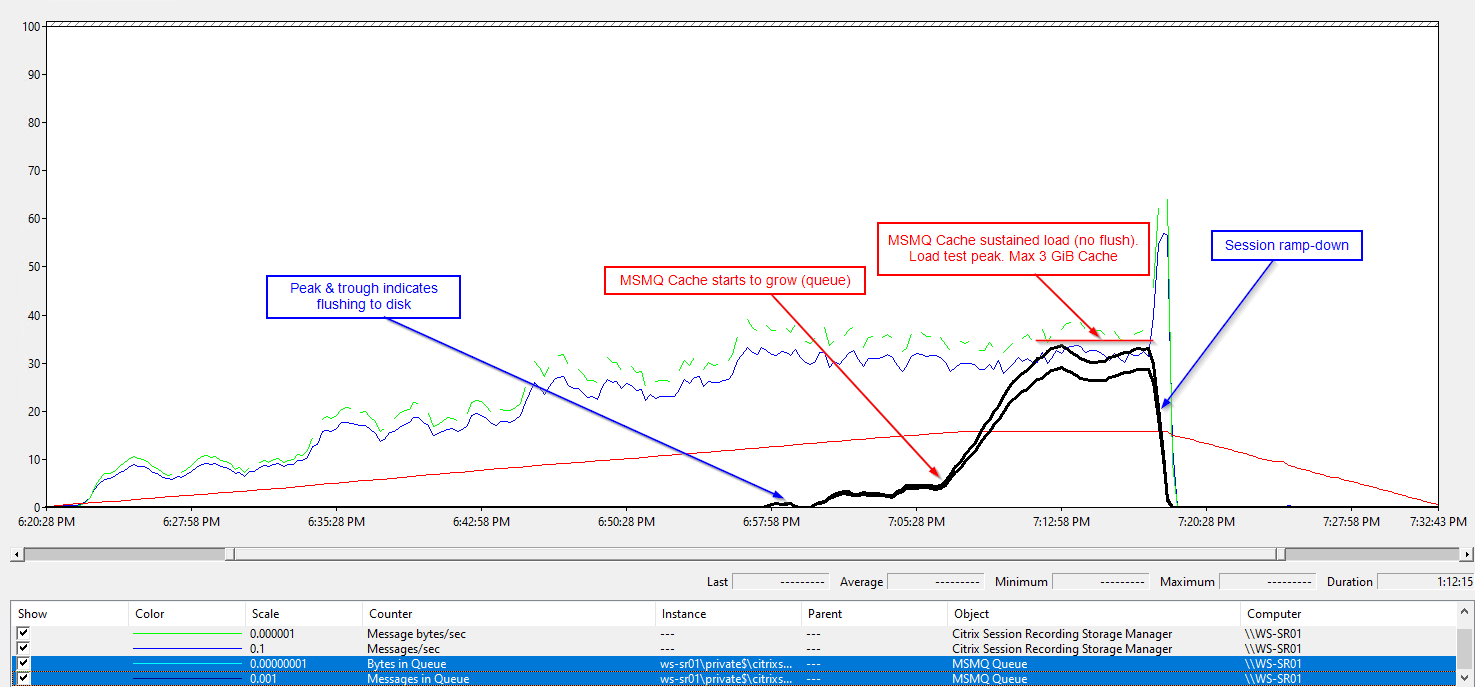 100
90
80
70
60
50
40
30
20
10
0
Peak & trough indicates
flushing to disk
MSMQ Cache starts to grow (queue)
MSMQ Cache sustained load (no flush).
Load test peak. Max 3 GiB Cache
Session ramp-down
6:20:28 PM 6:27:58 PM 6:35:28 PM 6:42:58 PM 6:50:28 PM 6:57:58 PM 7:05:28 PM 7:12:58 PM 7:20:28 PM 7:27:58 PM 7:32:43 PM
Last --------- Average --------- Minimum --------- Maximum --------- Duration 1:12:15
Show Color Scale Counter Instance Parent Object Computer
0.000001 Message bytes/sec --- --- Citrix Session Recording Storage Manager \\WS-SR01
0.1 Messages/sec --- --- Citrix Session Recording Storage Manager \\WS-SR01
0.00000001 Bytes in Queue ws-sr01\private$\citrixs... --- MSMQ Queue \\WS-SR01
0.001 Messages in Queue ws-sr01\private$\citrixs... --- MSMQ Queue \\WS-SR01